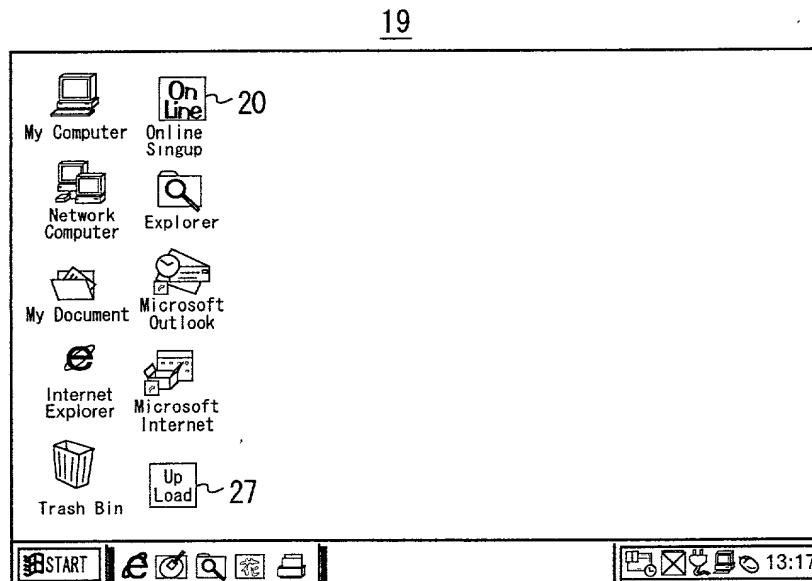 19
My Computer
On
Line
20
Online
Singup
Network
Computer
Explorer
My Document
Microsoft
Outlook
Internet
Explorer
Microsoft
Internet
Trash Bin
Up
Load
27
START
13:17